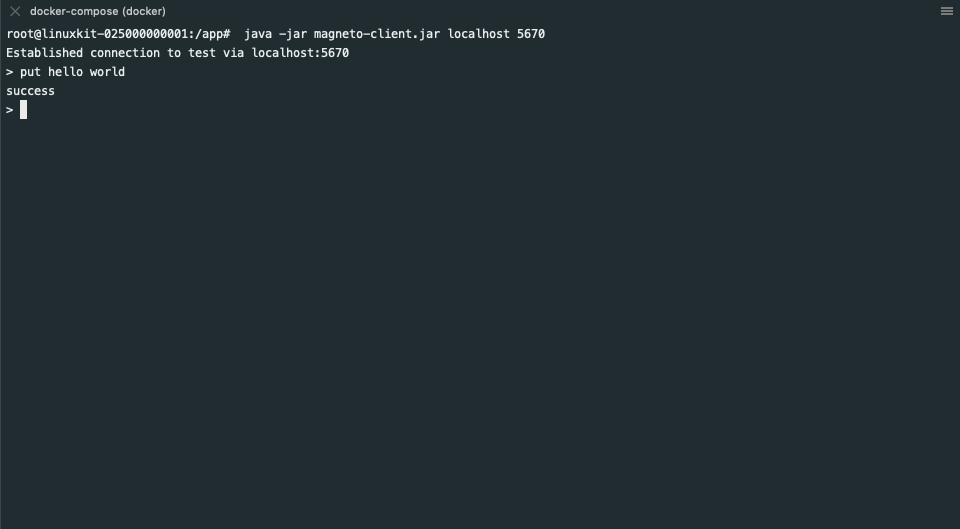 docker-compose (docker)
root@linuxkit-025000000001:/app#  java -jar magneto-client.jar localhost 5670
Established connection to test via localhost:5670
> put hello world
success
>